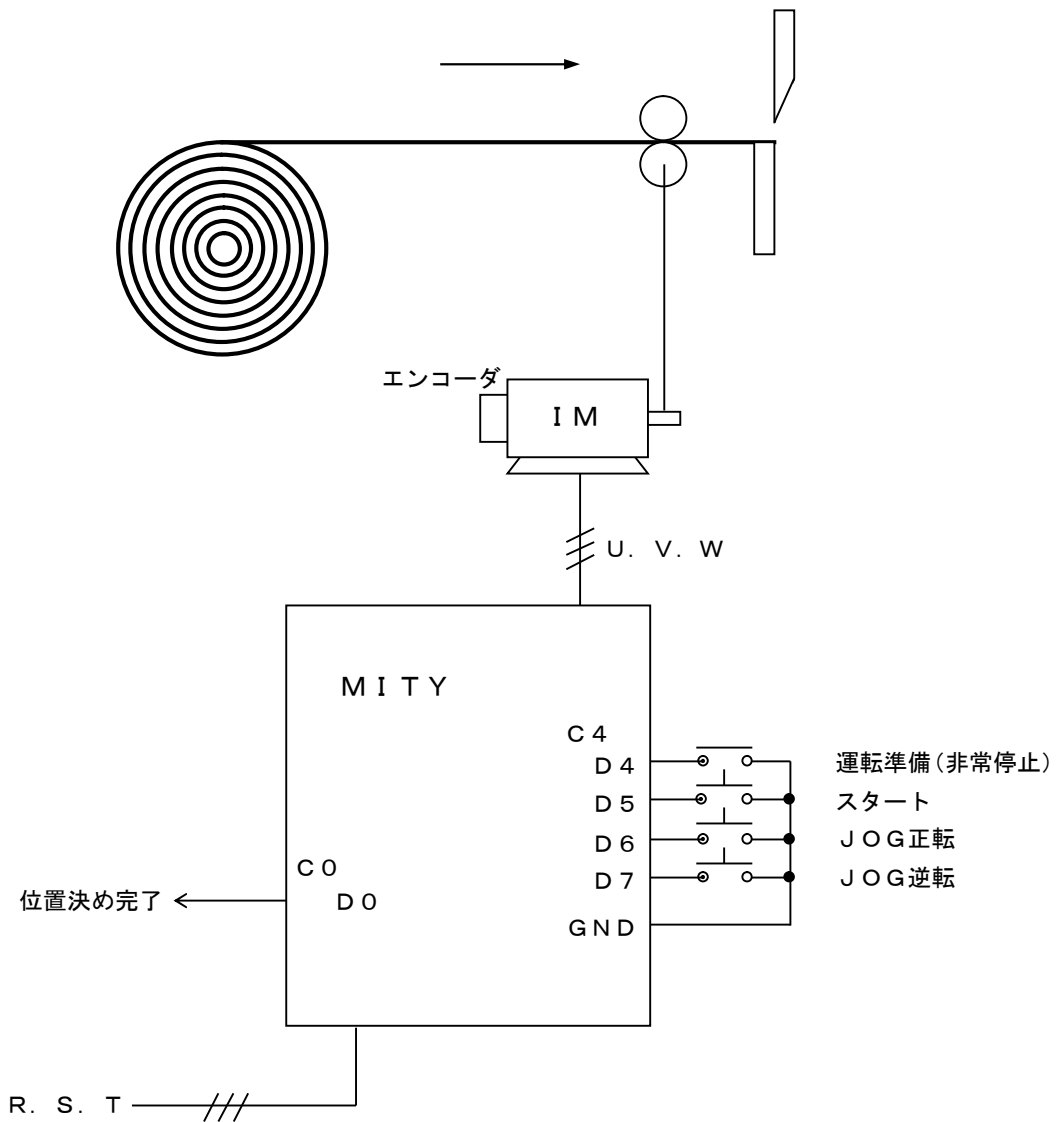 エンコーダ
ＩＭ
Ｕ．Ｖ．Ｗ
ＭＩＴＹ
Ｃ４
Ｄ４ 運転準備（非常停止）
Ｄ５ スタート
Ｄ６ ＪＯＧ正転
Ｃ０
Ｄ７ ＪＯＧ逆転
位置決め完了 Ｄ０
ＧＮＤ
Ｒ．Ｓ．Ｔ